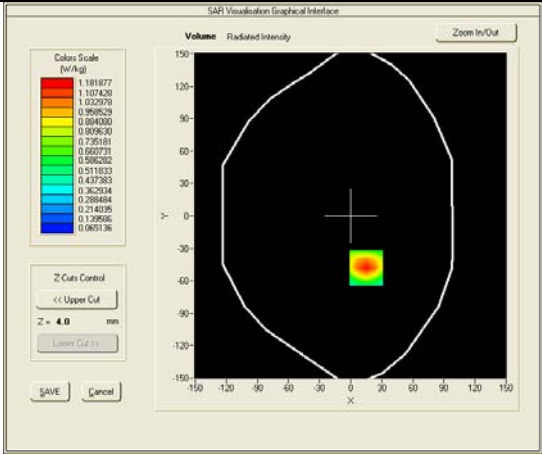 SAR Visualisation Graphical Interface
Volume Radiated Intensity
Zoom In/Out
Colors Scale
(W/kg)
1.181877
1.107428
1.032978
0.958529
0.884080
0.809630
0.735181
0.660731
0.586282
0.511833
0.437383
0.362934
0.288484
0.214035
0.139586
0.065136
Z-Cuts Control
<< Upper Cut
Z = 4.0 mm
Lower Cut >>
SAVE Cancel
150
120
90
60
30
0
-30
-60
-90
-120
-150
Y
-150 -120 -90 -60 -30 0 30 60 90 120 150
X